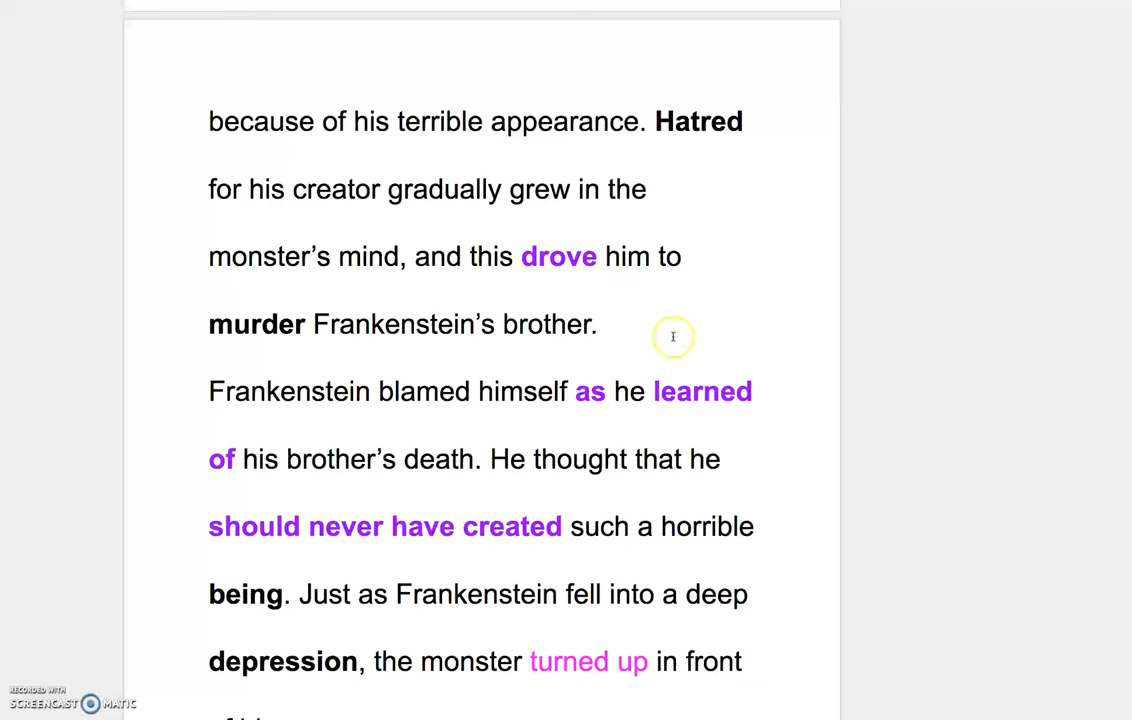 because of his terrible appearance. Hatred
for his creator gradually grew in the
monster’s mind, and this drove him to
murder Frankenstein’s brother.
Frankenstein blamed himself as he learned
of his brother’s death. He thought that he
should never have created such a horrible
being. Just as Frankenstein fell into a deep
depression, the monster turned up in front
RECORDED WITH
SCREENCAST MATIC